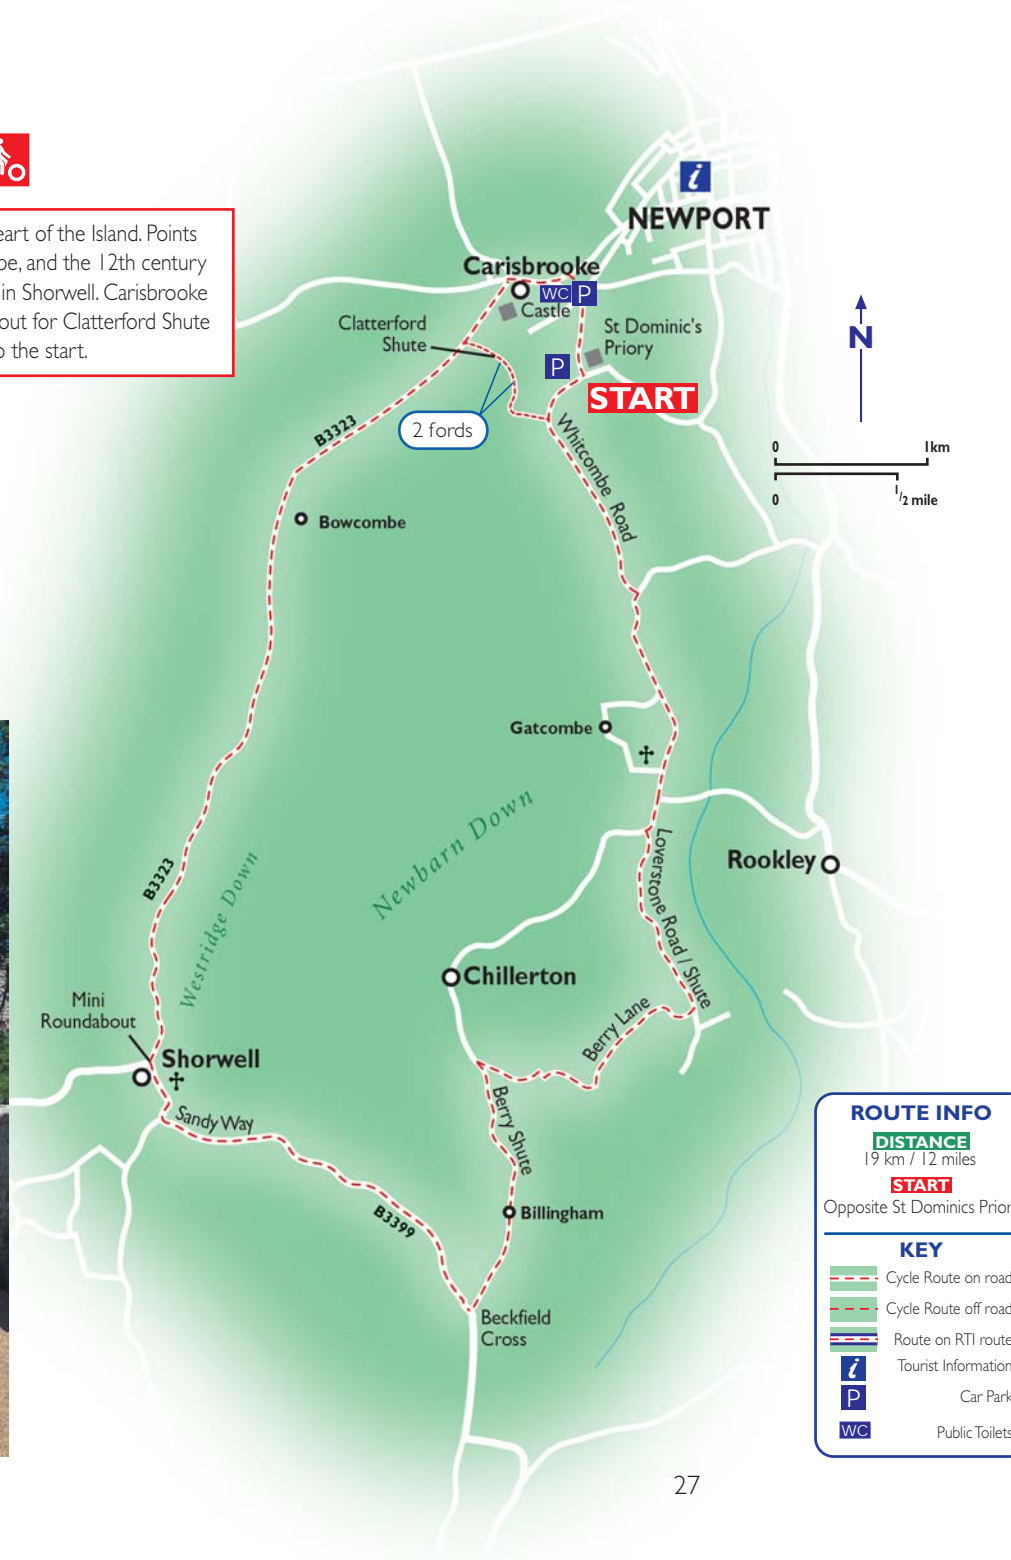 eart of the Island. Points
and the 12th century
in Shorwell. Carisbrooke
out for Clatterford Shute
the start.
NEWPORT
Carisbrooke
WC P
Castle
Clatterford
Shute
St Dominic's
Priory
P
START
2 fords
B3323
Whitcombe Road
N
0 1km
0 1/2 mile
Bowcombe
Gatcombe
Newbarn Down
Loverstone Road / Shute
Rookley
B3323
Westridge Down
Chillerton
Mini
Roundabout
Berry Lane
Shorwell
Sandy Way
Berry Shute
B3399
Billingham
Beckfield
Cross
ROUTE INFO
DISTANCE
19 km / 12 miles
START
Opposite St Dominics Prior
KEY
Cycle Route on road
Cycle Route off road
Route on RTI route
i Tourist Information
P Car Park
WC Public Toilets
27